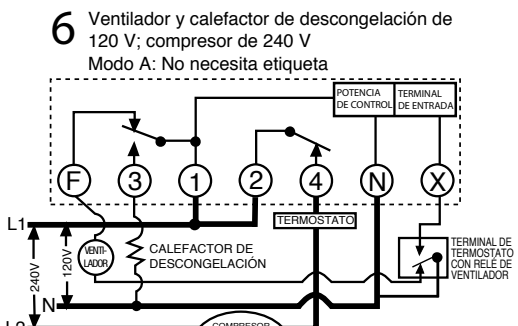 6 Ventilador y calefactor de descongelación de
120 V; compresor de 240 V
Modo A: No necesita etiqueta
POTENCIA
DE CONTROL
TERMINAL
DE ENTRADA
F 3 1 2 4 N X
L1
TERMOSTATO
240V
120V
VENTI-
LADOR
CALEFACTOR DE
DESCONGELACIÓN
TERMINAL DE
TERMOSTATO
CON RELÉ DE
VENTILADOR
N
L2
COMPRESOR